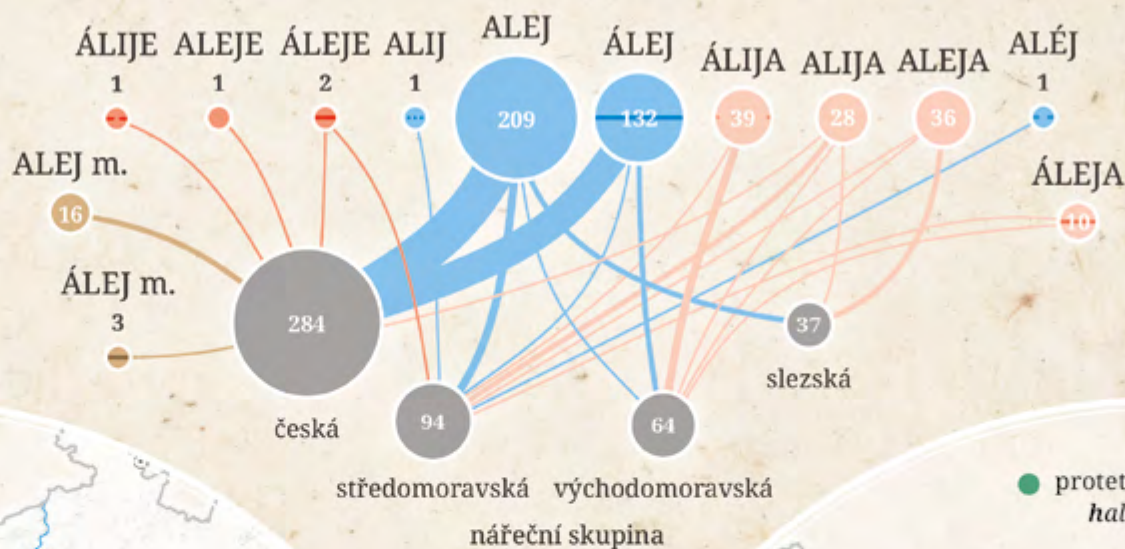 ÁLIJE ALEJE ÁLEJE ALIJ ALEJ ÁLEJ ÁLIJA ALIJA ALEJA ALÉJ
1 1 2 1 209 132 39 28 36 1
ALEJ m.
16
ÁLEJA
10
ÁLEJ m.
3
284
37
česká
slezská
94
64
středomoravská východomoravská
nářeční skupina
protet
hal